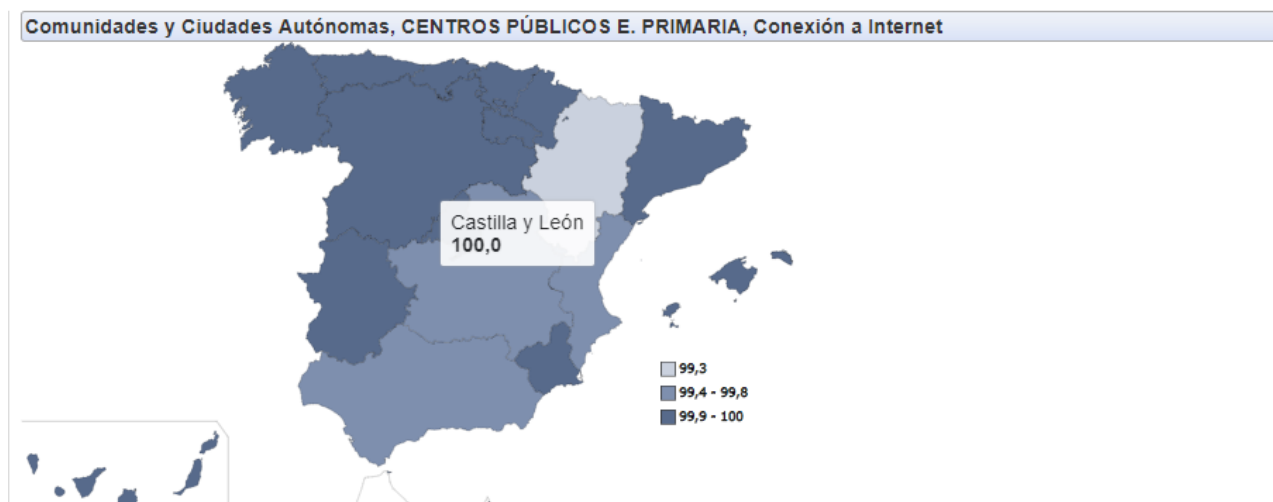 Comunidades y Ciudades Autónomas, CENTROS PÚBLICOS E. PRIMARIA, Conexión a Internet
Castilla y León
100,0
99,3
99,4 - 99,8
99,9 - 100